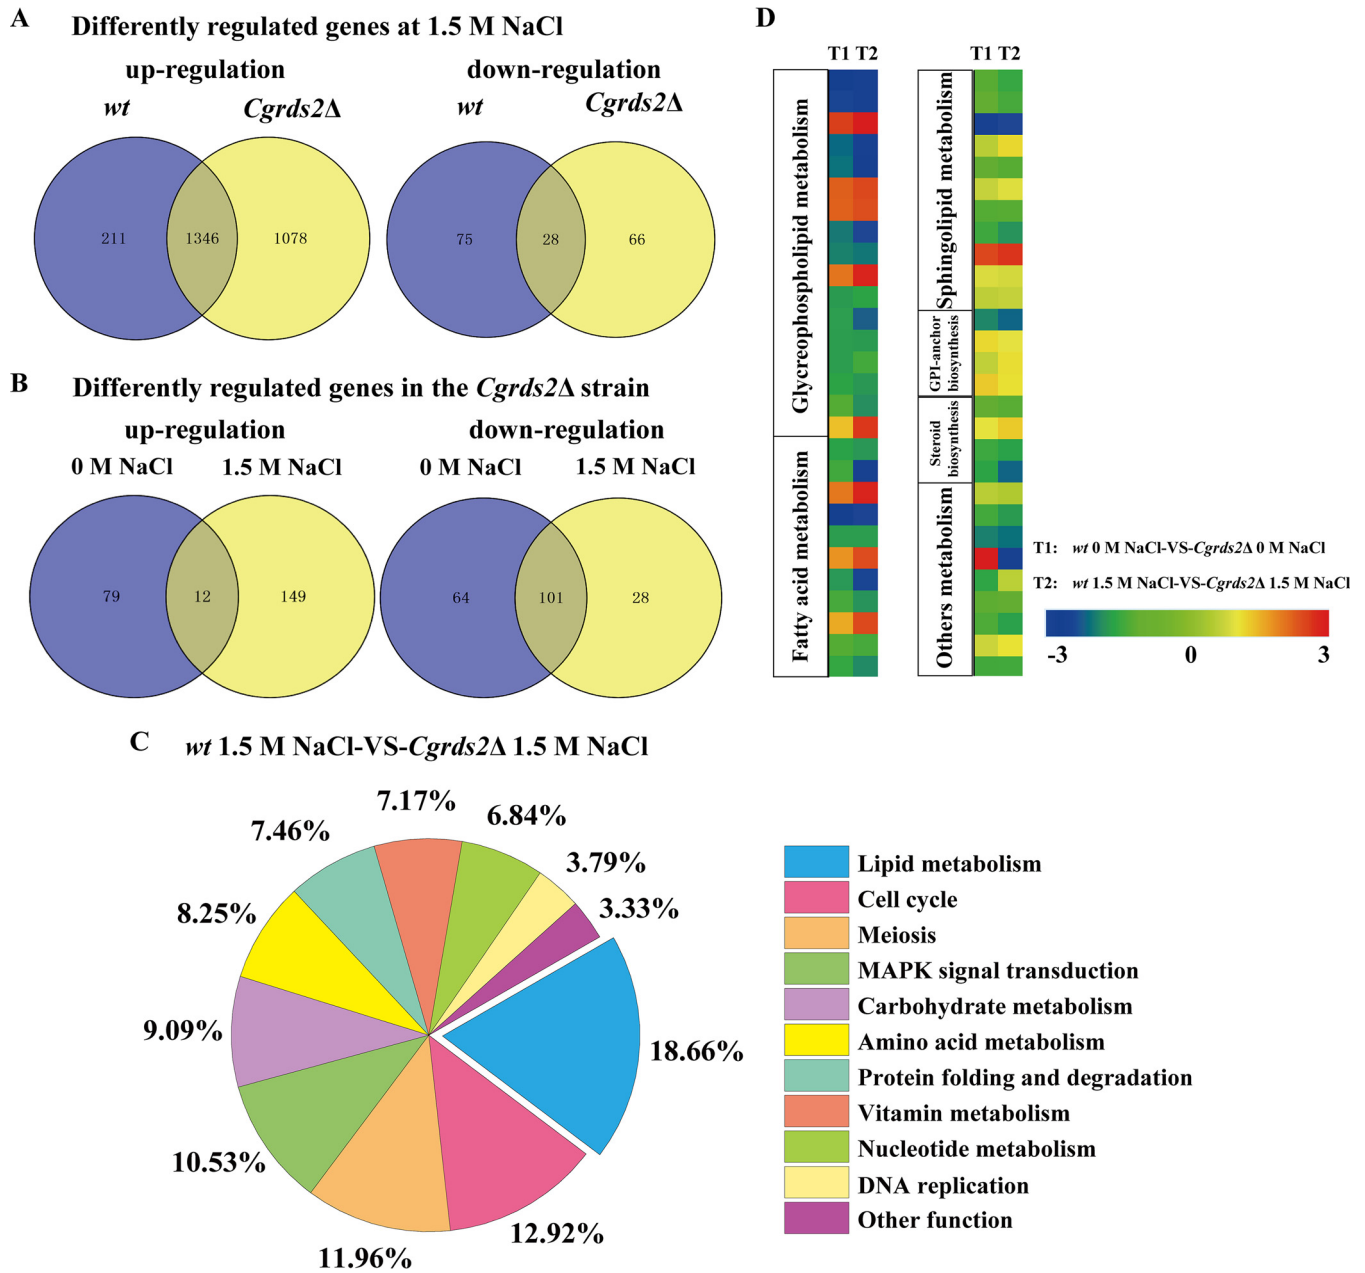 A
Differently regulated genes at 1.5 M NaCl
up-regulation
down-regulation
wt
Cgrds2Δ
wt
Cgrds2Δ
211
1346
1078
75
28
66
B
Differently regulated genes in the Cgrds2Δ strain
up-regulation
down-regulation
0 M NaCl
1.5 M NaCl
0 M NaCl
1.5 M NaCl
79
12
149
64
101
28
C
wt 1.5 M NaCl-VS-Cgrds2Δ 1.5 M NaCl
7.17%
6.84%
7.46%
3.79%
3.33%
8.25%
9.09%
18.66%
10.53%
12.92%
11.96%
Lipid metabolism
Cell cycle
Meiosis
MAPK signal transduction
Carbohydrate metabolism
Amino acid metabolism
Protein folding and degradation
Vitamin metabolism
Nucleotide metabolism
DNA replication
Other function
D
T1 T2
Glycreophospholipid metabolism
Fatty acid metabolism
T1 T2
Sphingolipid metabolism
GPI-anchor
biosynthesis
Steroid
biosynthesis
Others metabolism
T1: wt 0 M NaCl-VS-Cgrds2Δ 0 M NaCl
T2: wt 1.5 M NaCl-VS-Cgrds2Δ 1.5 M NaCl
-3
0
3